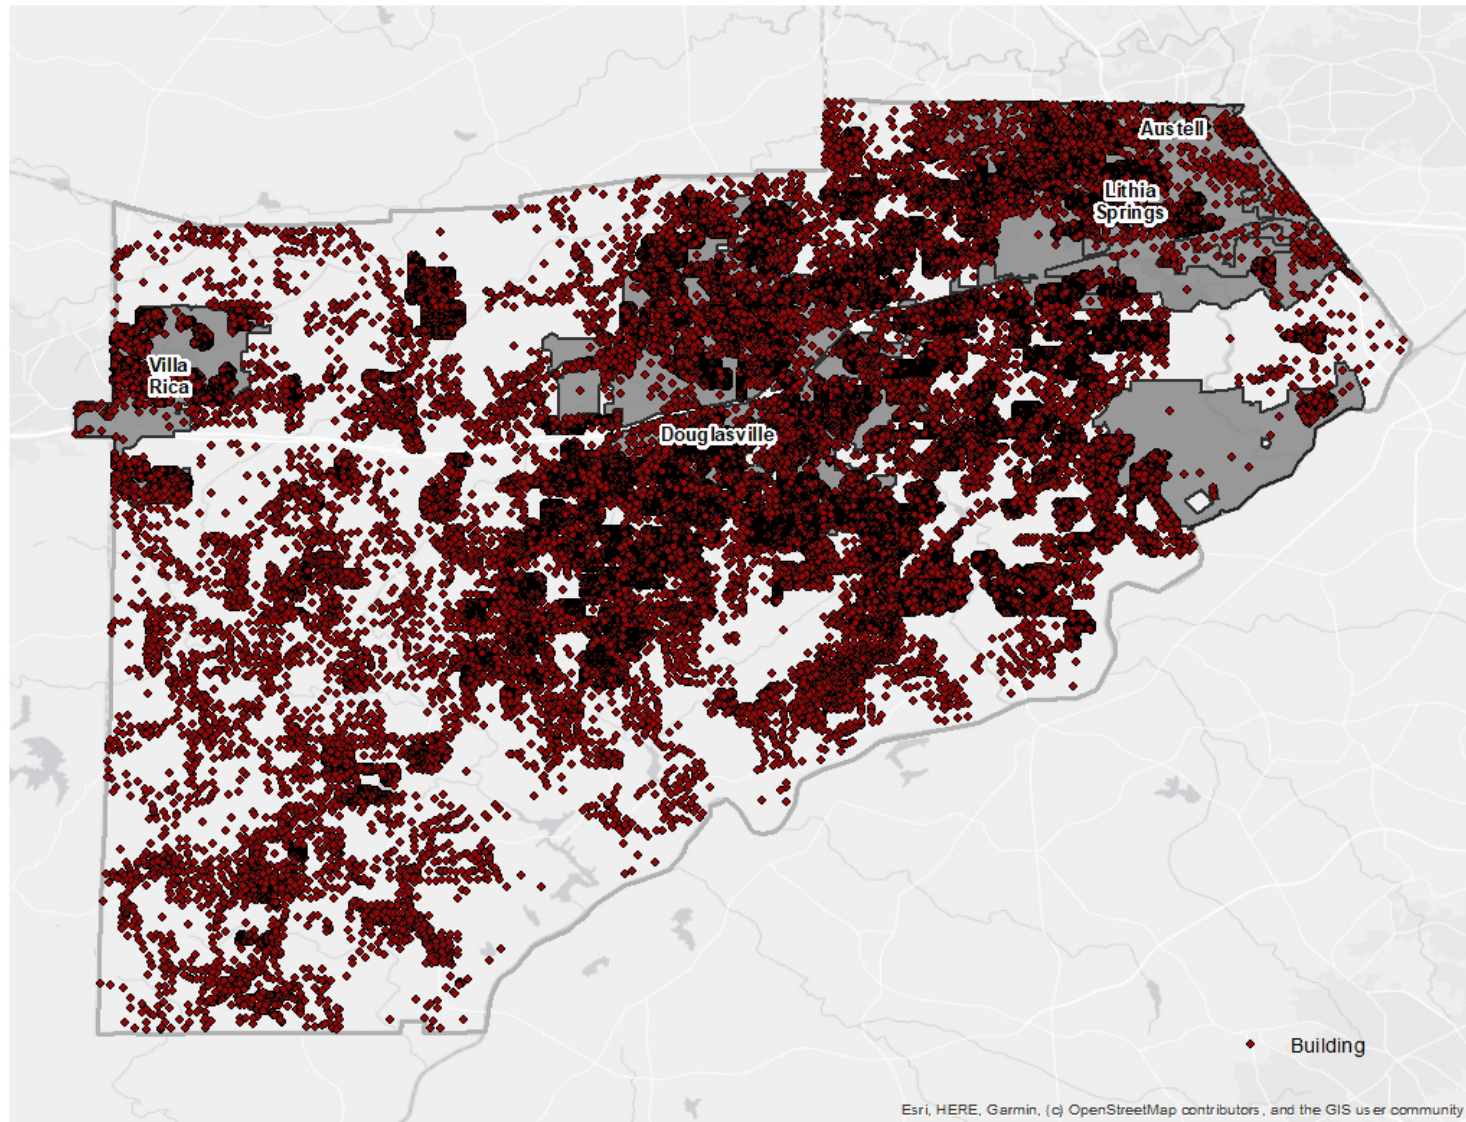 Austell
Lithia
Springs
Villa
Rica
Douglasville
Building
Esri, HERE, Garmin, (c) OpenStreetMap contributors, and the GIS user community